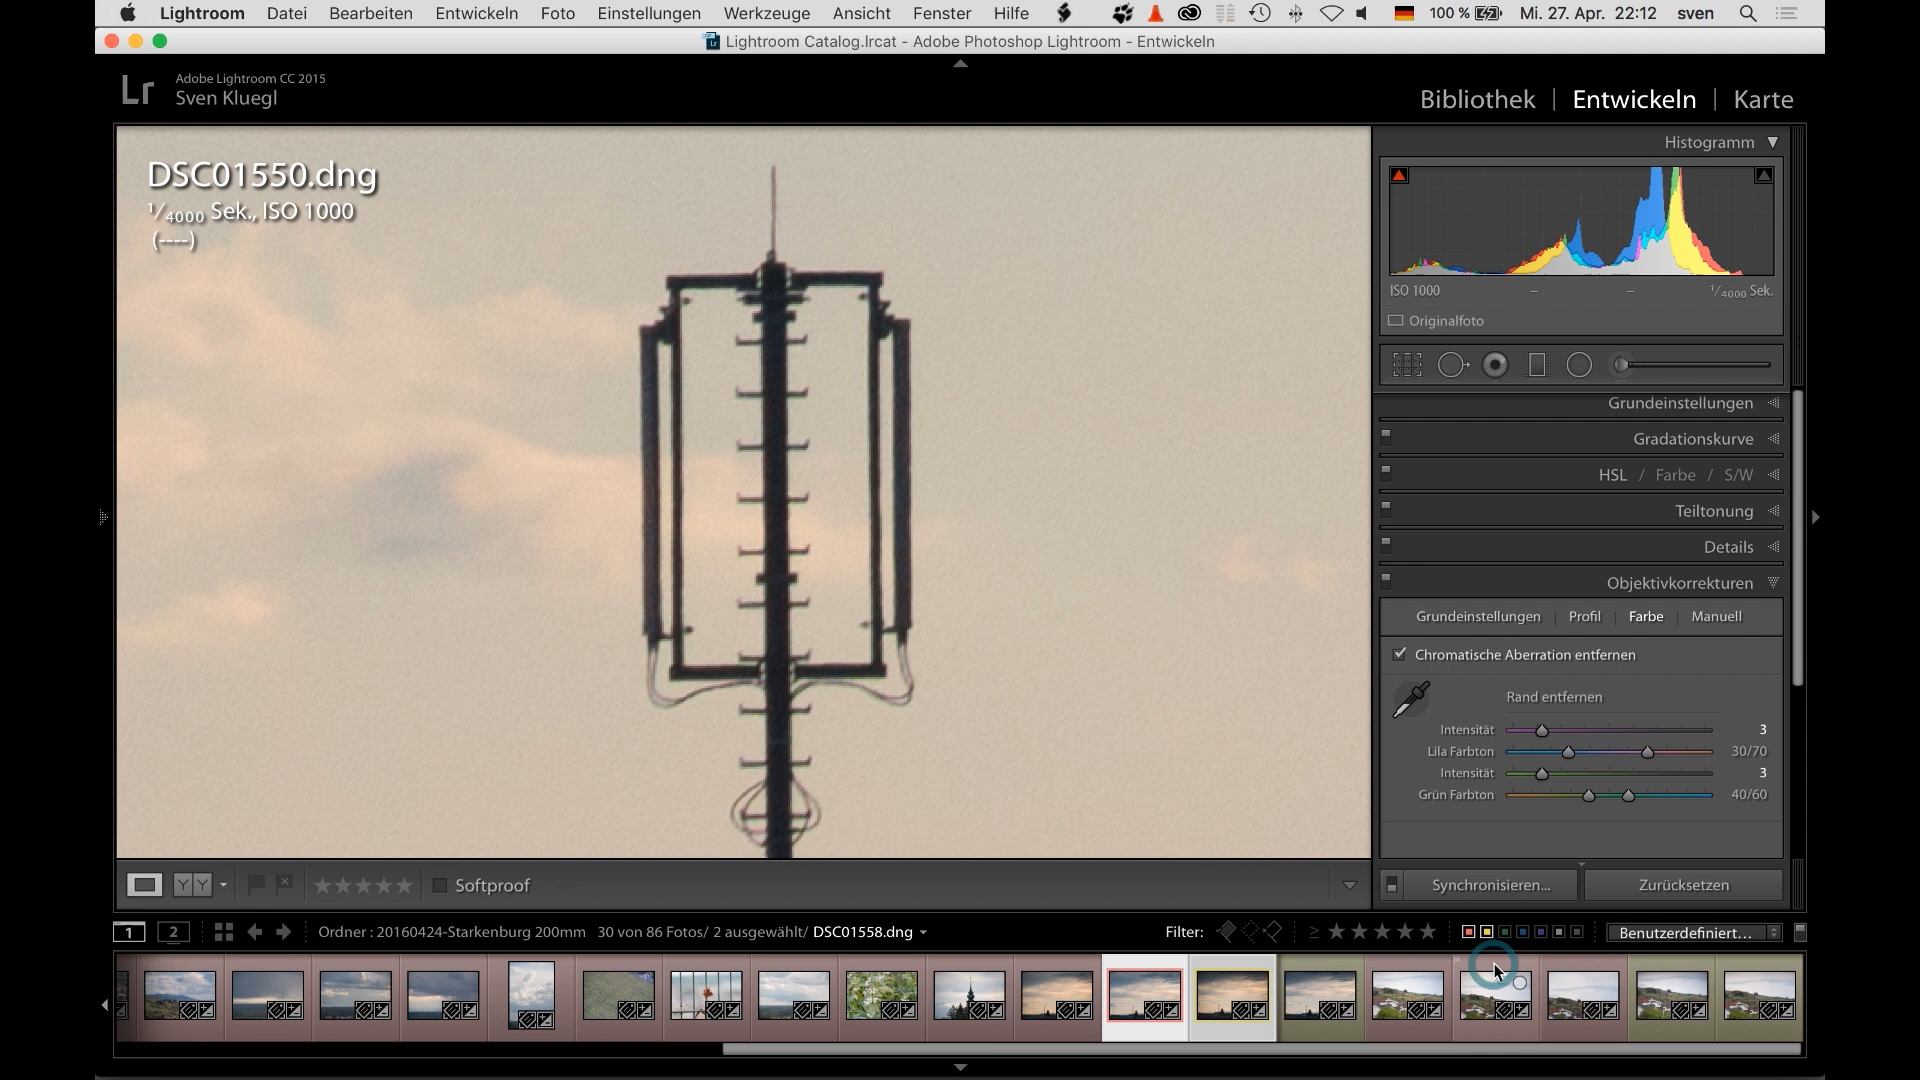 Lightroom Datei Bearbeiten Entwickeln Foto Einstellungen Werkzeuge Ansicht Fenster Hilfe 100 % Mi. 27. Apr. 22:12 sven
Lightroom Catalog.lrcat - Adobe Photoshop Lightroom - Entwickeln
Lr Adobe Lightroom CC 2015
Sven Kluegl
Bibliothek | Entwickeln | Karte
DSC01550.dng
1/4000 Sek., ISO 1000
(----)
Histogramm
ISO 1000 – – 1/4000 Sek.
Originalfoto
Grundeinstellungen
Gradationskurve
HSL / Farbe / S/W
Teiltonung
Details
Objektivkorrekturen
Grundeinstellungen | Profil | Farbe | Manuell
Chromatische Aberration entfernen
Rand entfernen
Intensität 3
Lila Farbton 30/70
Intensität 3
Grün Farbton 40/60
YY Softproof
Synchronisieren... Zurücksetzen
1 2 Ordner : 20160424-Starkenburg 200mm 30 von 86 Fotos/ 2 ausgewählt/ DSC01558.dng Filter: ≥ Benutzerdefiniert...